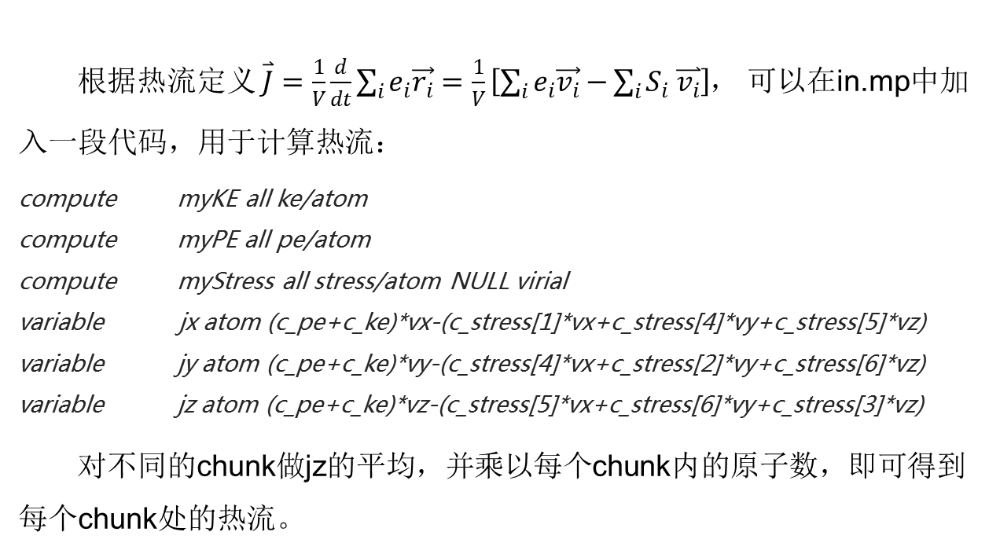 根据热流定义$\vec{J}=\frac{1}{V}\frac{d}{dt}\sum_i e_i\vec{r_i}=\frac{1}{V}[\sum_i e_i\vec{v_i}-\sum_i S_i\vec{v_i}]$， 可以在in.mp中加
入一段代码，用于计算热流：
compute myKE all ke/atom
compute myPE all pe/atom
compute myStress all stress/atom NULL virial
variable jx atom (c_pe+c_ke)*vx-(c_stress[1]*vx+c_stress[4]*vy+c_stress[5]*vz)
variable jy atom (c_pe+c_ke)*vy-(c_stress[4]*vx+c_stress[2]*vy+c_stress[6]*vz)
variable jz atom (c_pe+c_ke)*vz-(c_stress[5]*vx+c_stress[6]*vy+c_stress[3]*vz)
对不同的chunk做jz的平均，并乘以每个chunk内的原子数，即可得到
每个chunk处的热流。